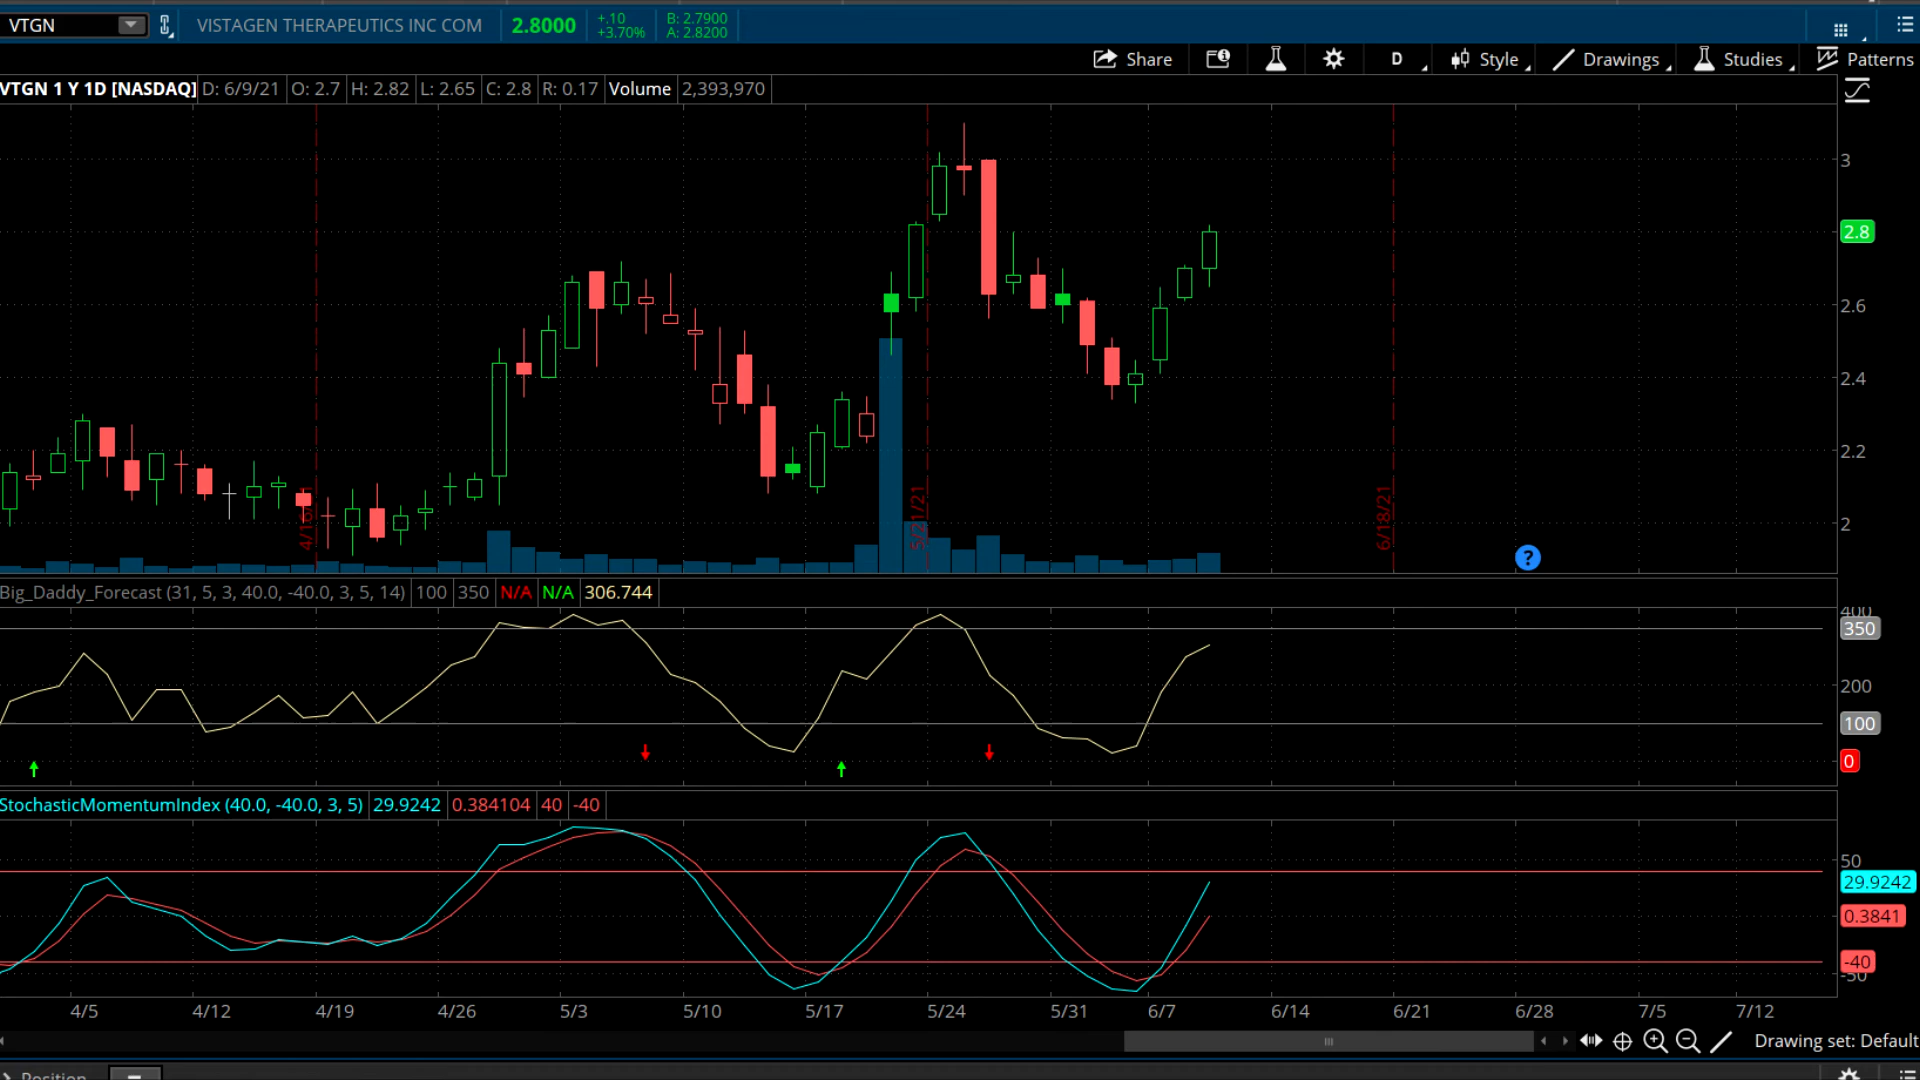 VTGN VISTAGEN THERAPEUTICS INC COM 2.8000 +.10 B: 2.7900
+3.70% A: 2.8200
Share D Style Drawings Studies Patterns
VTGN 1 Y 1D [NASDAQ] D: 6/9/21 O: 2.7 H: 2.82 L: 2.65 C: 2.8 R: 0.17 Volume 2,393,970
3
2.8
2.6
2.4
2.2
2
4/16/21
5/21/21
6/18/21
?
Big_Daddy_Forecast (31, 5, 3, 40.0, -40.0, 3, 5, 14) 100 350 N/A N/A 306.744
400
350
200
100
0
StochasticMomentumIndex (40.0, -40.0, 3, 5) 29.9242 0.384104 40 -40
50
29.9242
0.3841
-40
-50
4/5 4/12 4/19 4/26 5/3 5/10 5/17 5/24 5/31 6/7 6/14 6/21 6/28 7/5 7/12
Drawing set: Default
Position